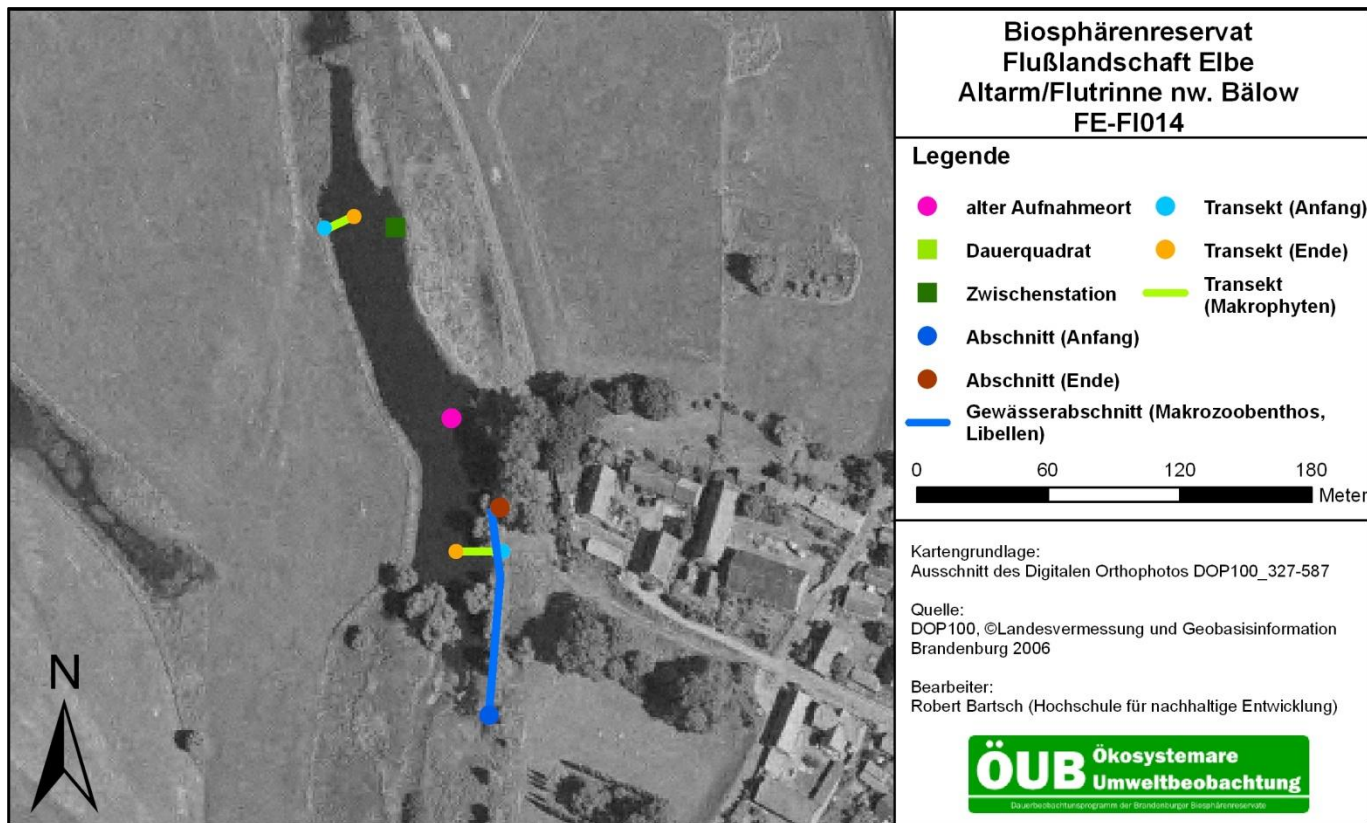 Biosphärenreservat
Flußlandschaft Elbe
Altarm/Flutrinne nw. Bälow
FE-FI014
Legende
alter Aufnahmeort
Dauerquadrat
Zwischenstation
Abschnitt (Anfang)
Abschnitt (Ende)
Gewässerabschnitt (Makrozoobenthos,
Libellen)
Transekt (Anfang)
Transekt (Ende)
Transekt
(Makrophyten)
0 60 120 180
Meter
Kartengrundlage:
Ausschnitt des Digitalen Orthophotos DOP100_327-587
Quelle:
DOP100, ©Landesvermessung und Geobasisinformation
Brandenburg 2006
Bearbeiter:
Robert Bartsch (Hochschule für nachhaltige Entwicklung)
ÖUB Ökosystemare
Umweltbeobachtung
Dauerbeobachtungsprogramm der Brandenburger Biosphärenreservate
N